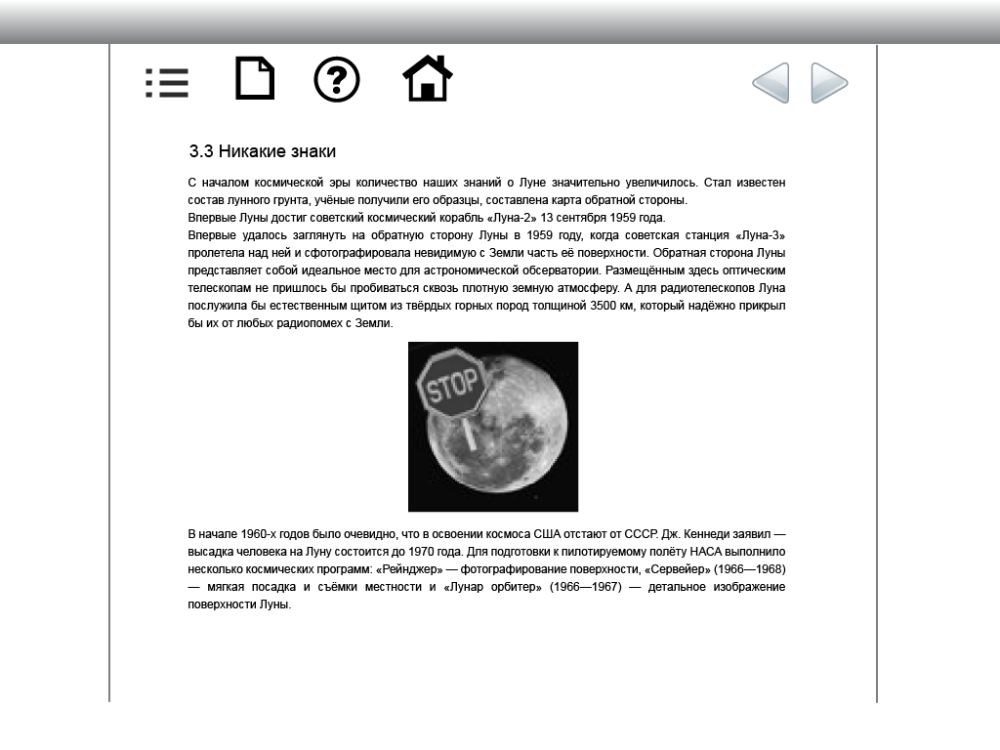 ?
3.3 Никакие знаки
С началом космической эры количество наших знаний о Луне значительно увеличилось. Стал известен
состав лунного грунта, учёные получили его образцы, составлена карта обратной стороны.
Впервые Луны достиг советский космический корабль «Луна-2» 13 сентября 1959 года.
Впервые удалось заглянуть на обратную сторону Луны в 1959 году, когда советская станция «Луна-3»
пролетела над ней и сфотографировала невидимую с Земли часть её поверхности. Обратная сторона Луны
представляет собой идеальное место для астрономической обсерватории. Размещённым здесь оптическим
телескопам не пришлось бы пробиваться сквозь плотную земную атмосферу. А для радиотелескопов Луна
послужила бы естественным щитом из твёрдых горных пород толщиной 3500 км, который надёжно прикрыл
бы их от любых радиопомех с Земли.
STOP
В начале 1960-х годов было очевидно, что в освоении космоса США отстают от СССР. Дж. Кеннеди заявил —
высадка человека на Луну состоится до 1970 года. Для подготовки к пилотируемому полёту НАСА выполнило
несколько космических программ: «Рейнджер» — фотографирование поверхности, «Сервейер» (1966—1968)
— мягкая посадка и съёмки местности и «Лунар орбитер» (1966—1967) — детальное изображение
поверхности Луны.